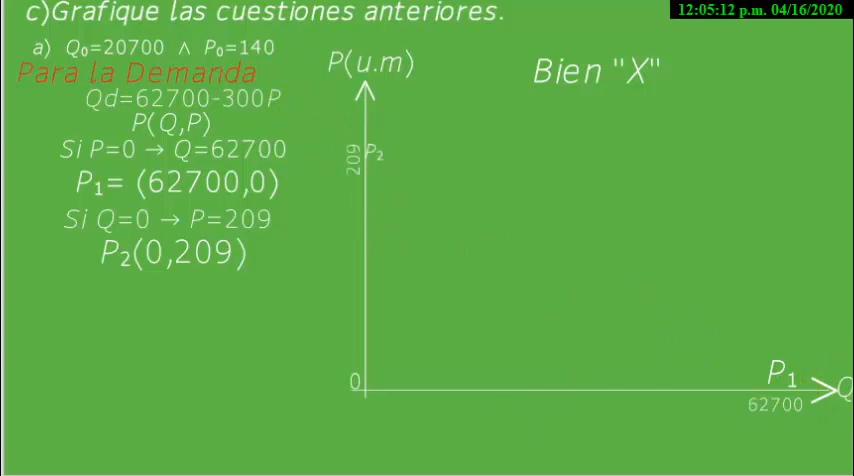 c)Grafique las cuestiones anteriores.
12:05:12 p.m. 04/16/2020
a) Q₀=20700 ∧ P₀=140
Para la Demanda
Qd=62700-300P
P(Q,P)
Si P=0 → Q=62700
P₁= (62700,0)
Si Q=0 → P=209
P₂(0,209)
P(u.m)
Bien "X"
209
P₂
0
P₁
Q
62700